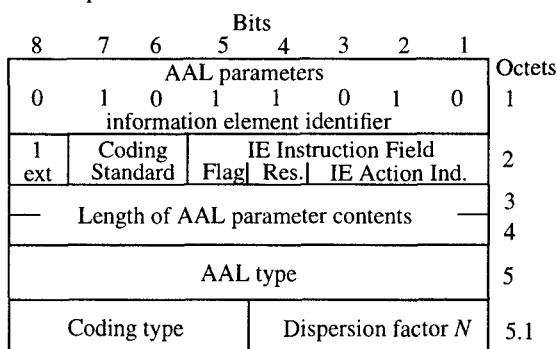 Bits
8 7 6 5 4 3 2 1
AAL parameters Octets
0 1 0 1 1 0 1 0 1
information element identifier
1 Coding IE Instruction Field
ext Standard Flag Res. IE Action Ind. 2
Length of AAL parameter contents 3
4
AAL type 5
Coding type Dispersion factor N 5.1